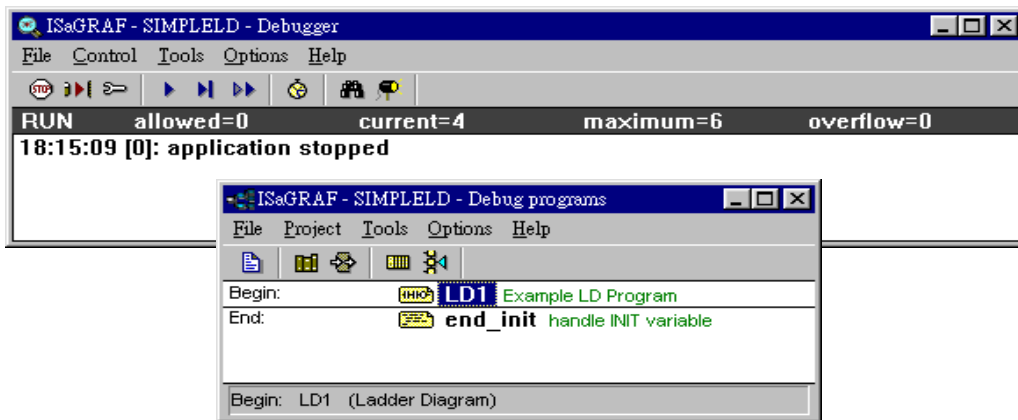 ISaGRAF - SIMPLELD - Debugger
File Control Tools Options Help
STOP
RUN allowed=0 current=4 maximum=6 overflow=0
18:15:09 [0]: application stopped
ISaGRAF - SIMPLELD - Debug programs
File Project Tools Options Help
Begin: LD1 Example LD Program
End: end_init handle INIT variable
Begin: LD1 (Ladder Diagram)